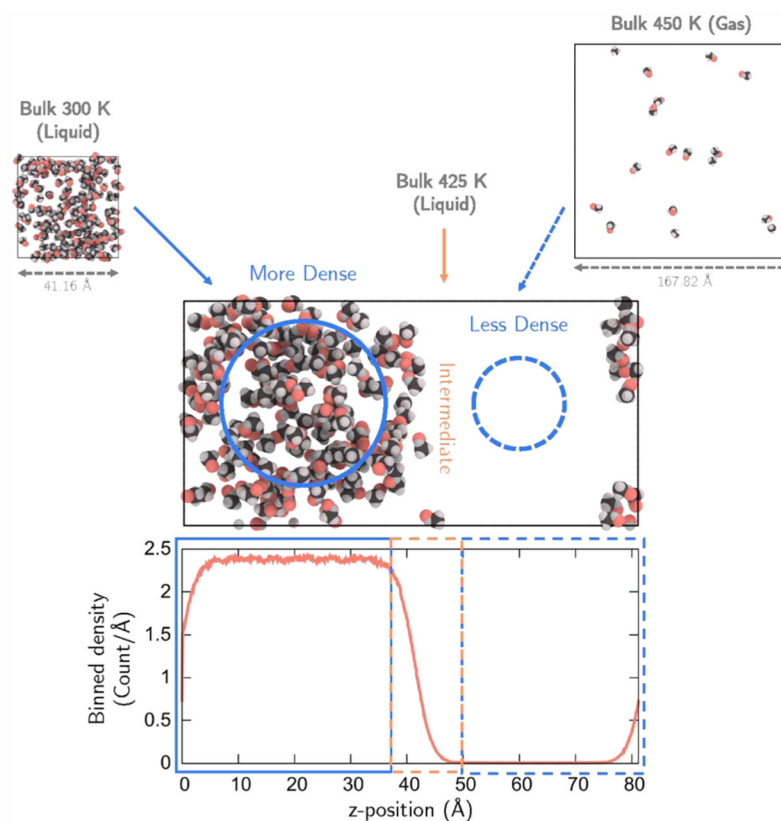 Bulk 450 K (Gas)
Bulk 300 K
(Liquid)
Bulk 425 K
(Liquid)
41.16 Å
167.82 Å
More Dense
Less Dense
Intermediate
2.5
2
1.5
1
0.5
0
Binned density
(Count/Å)
0 10 20 30 40 50 60 70 80
z-position (Å)